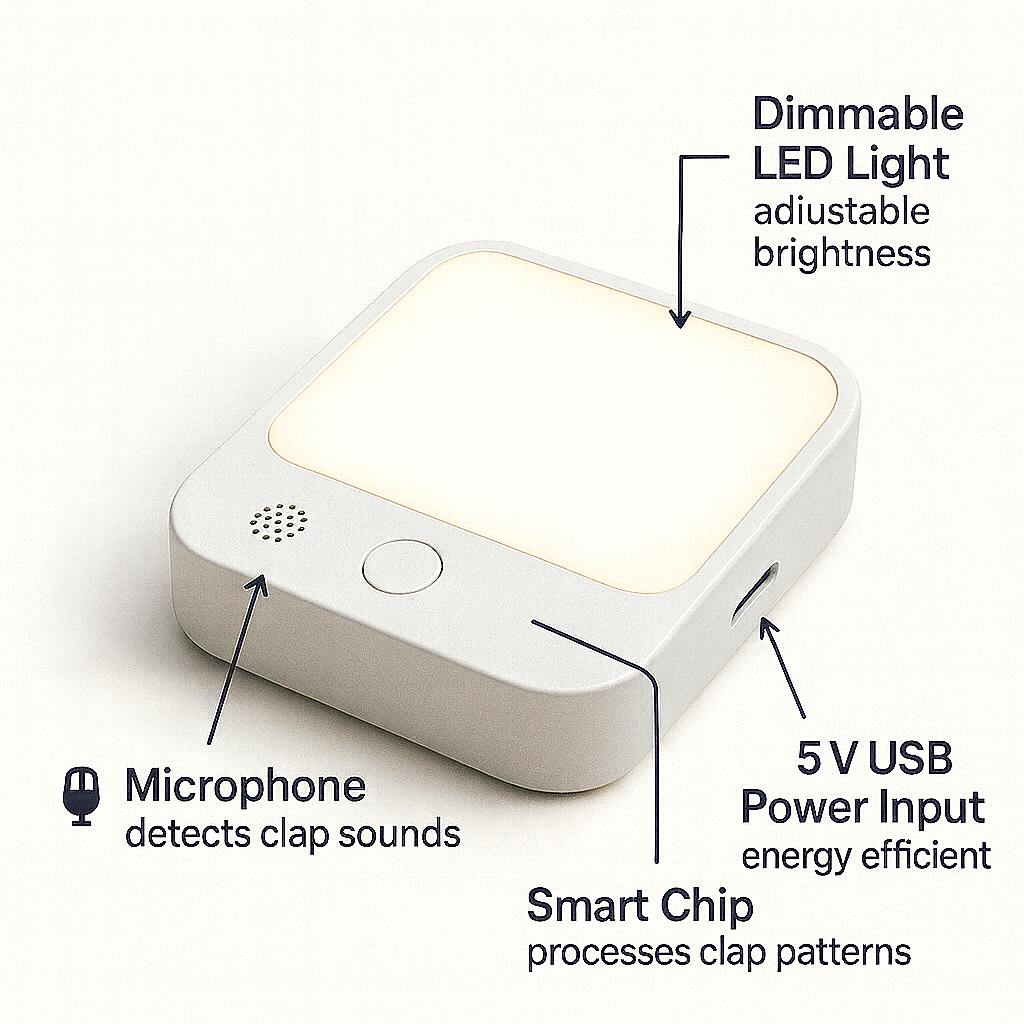 Dimmable
LED Light
adiustable
brightness
Microphone
detects clap sounds
5 V USB
Power Input
energy efficient
Smart Chip
processes clap patterns